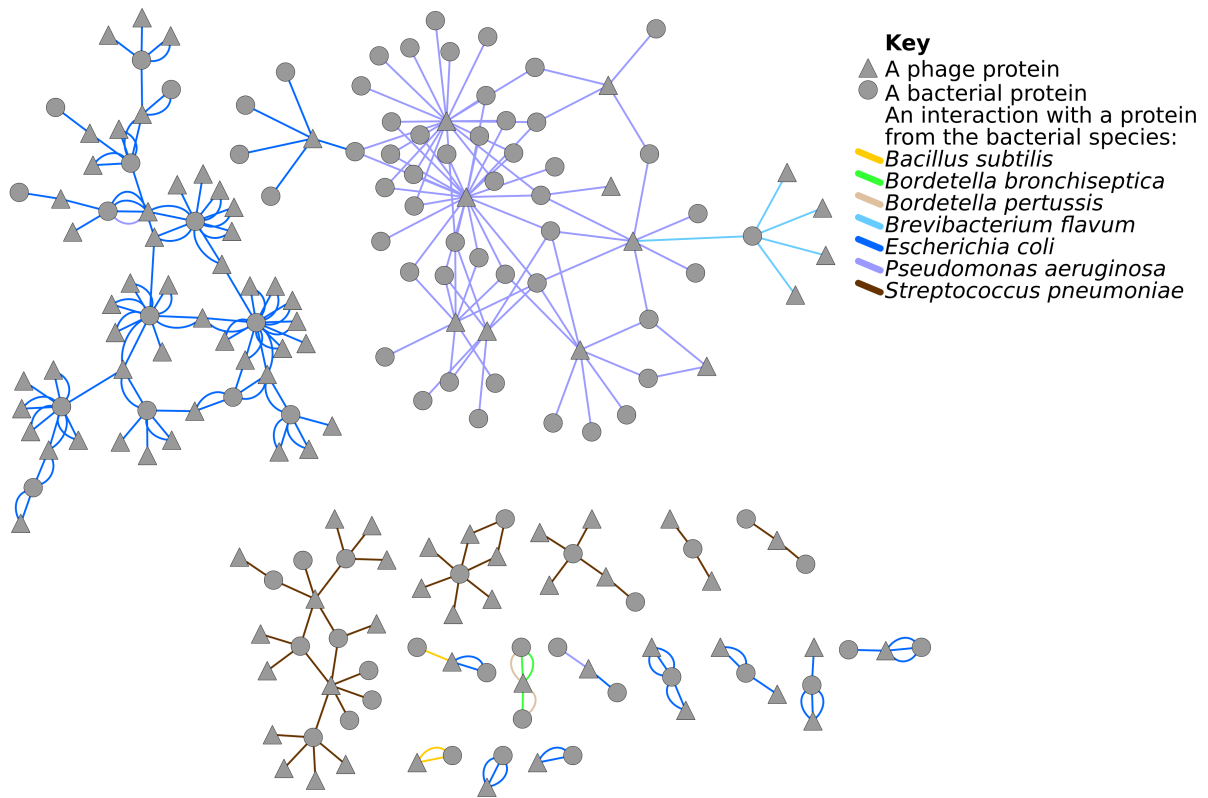 Key
A phage protein
A bacterial protein
An interaction with a protein
from the bacterial species:
Bacillus subtilis
Bordetella bronchiseptica
Bordetella pertussis
Brevibacterium flavum
Escherichia coli
Pseudomonas aeruginosa
Streptococcus pneumoniae